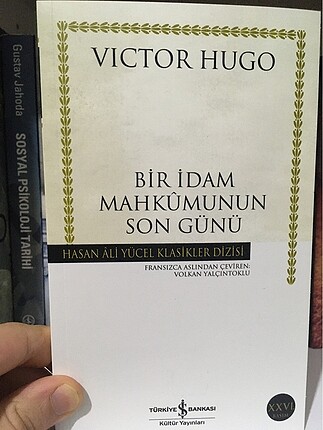 VICTOR HUGO
BİR İDAM
MAHKÛMUNUN
SON GÜNÜ
HASAN ÂLİ YÜCEL KLASİKLER DİZİSİ
FRANSIZCA ASLINDAN ÇEVİREN:
VOLKAN YALÇINTOKLU
TÜRKİYE İŞ BANKASI
Kültür Yayınları
XXVI
BASIM
Gustav Jahoda
SOSYAL PSİKOLOJİ TARİHİ